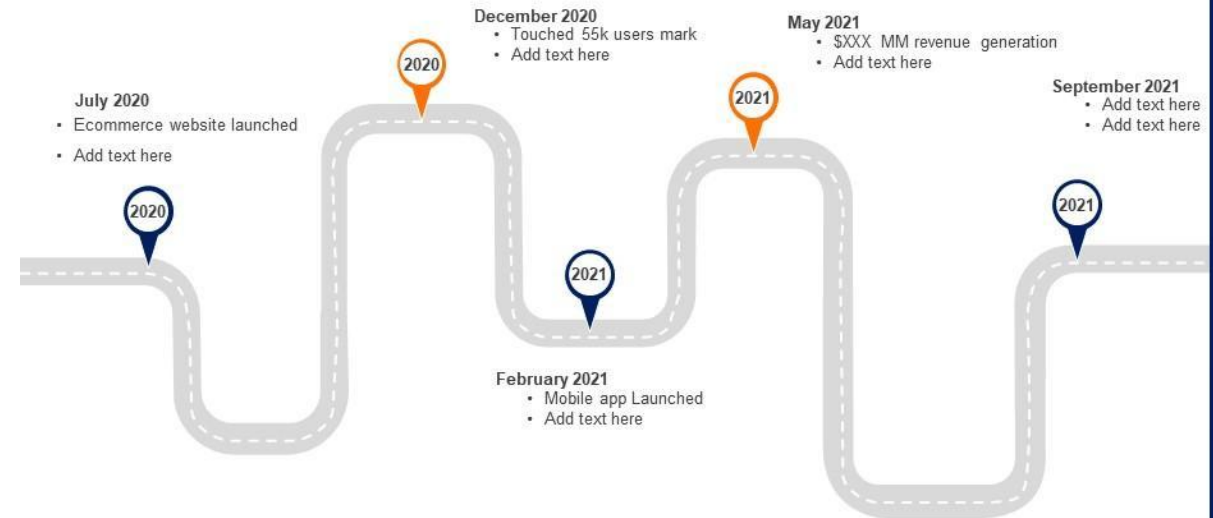 July 2020
• Ecommerce website launched
• Add text here
2020
December 2020
• Touched 55k users mark
• Add text here
2020
February 2021
• Mobile app Launched
• Add text here
2021
May 2021
• $XXX MM revenue generation
• Add text here
2021
September 2021
• Add text here
• Add text here
2021